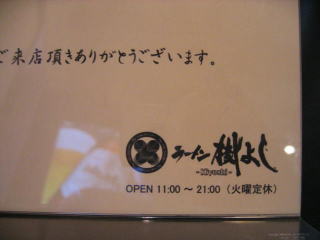 ご来店頂きありがとうございます。
ラーメン 樹よし
-Kiyoshi-
OPEN 11:00 ～ 21:00 (火曜定休)